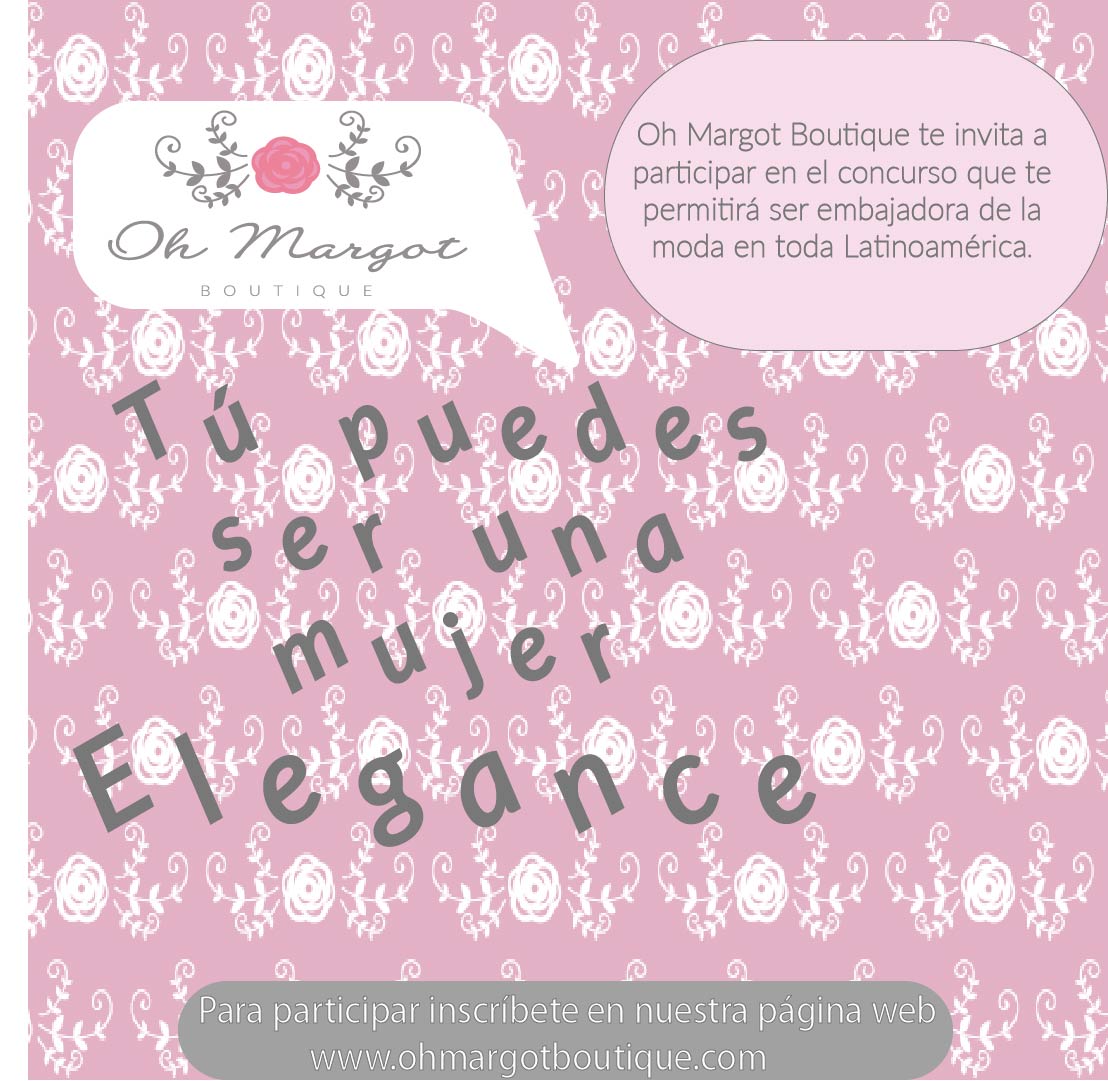 Oh Margot
BOUTIQUE
Oh Margot Boutique te invita a
participar en el concurso que te
permitirá ser embajadora de la
moda en toda Latinoamérica.
Tú puedes
ser una
mujer
Elegance
Para participar inscríbete en nuestra página web
www.ohmargotboutique.com